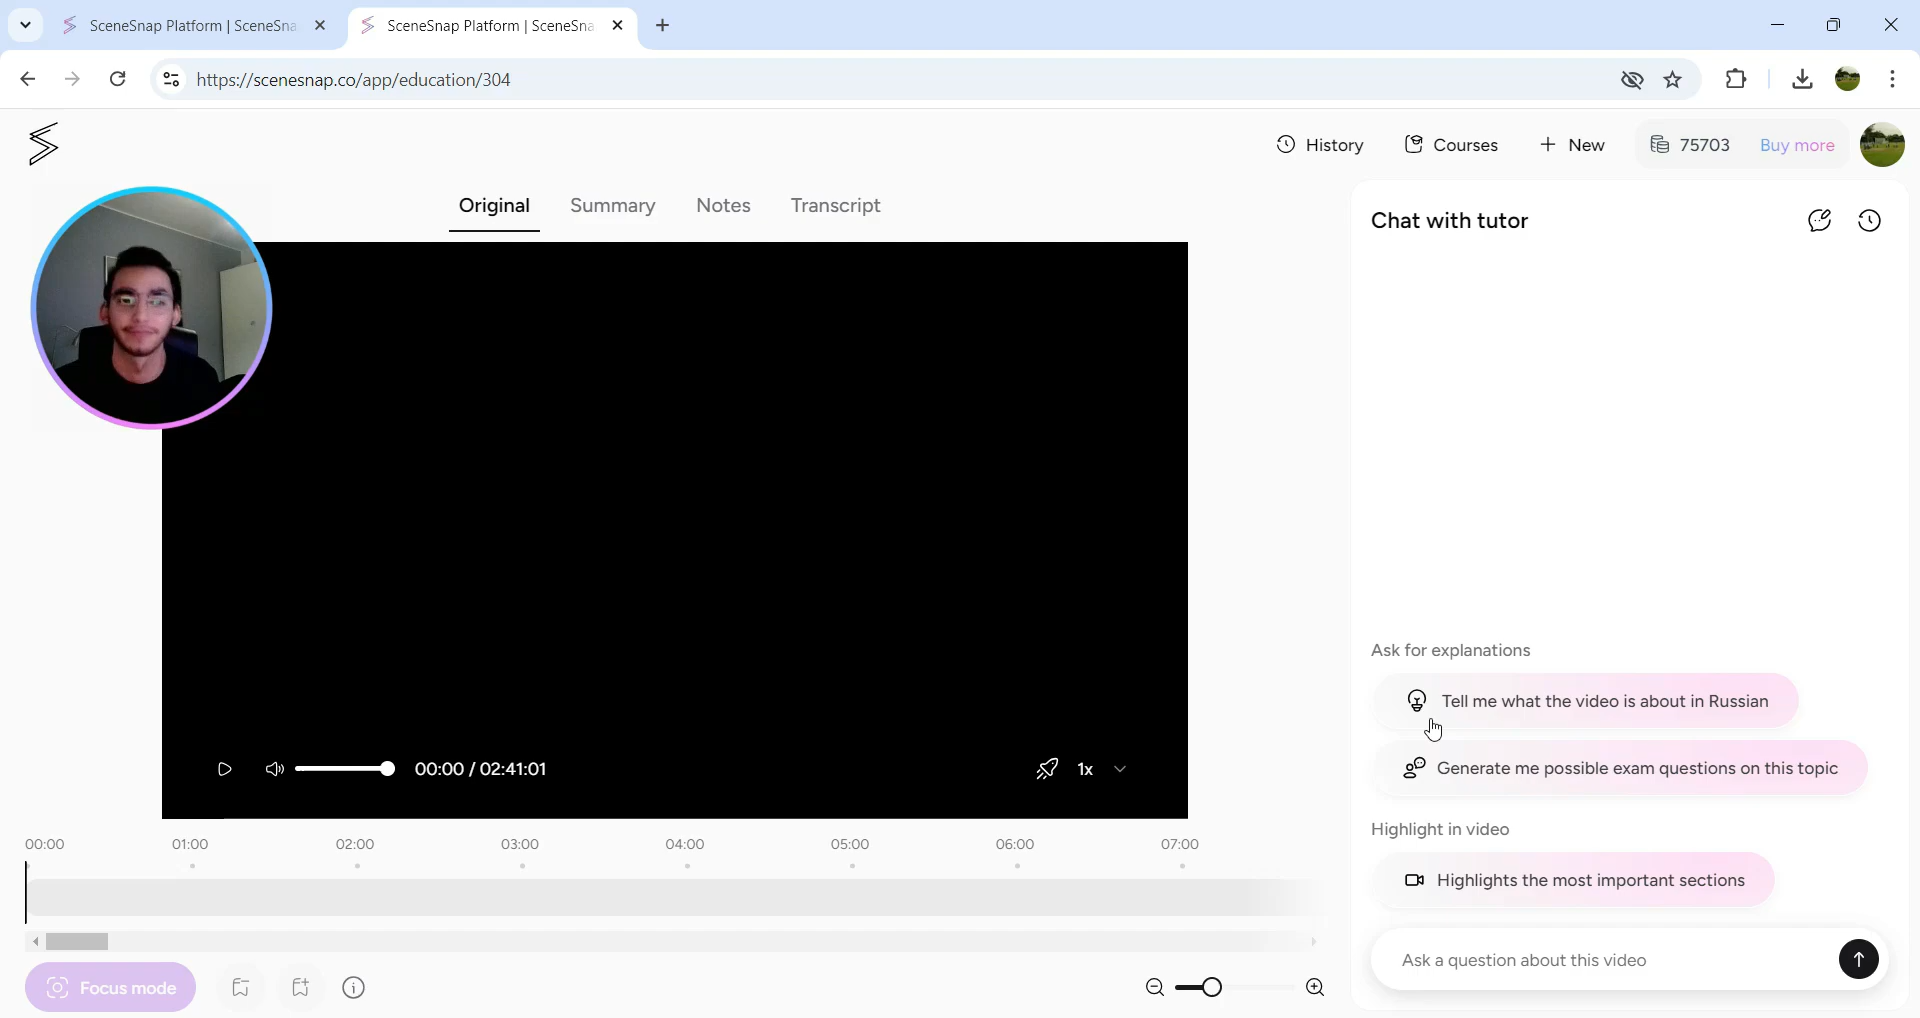 SceneSnap Platform | SceneSna
SceneSnap Platform | SceneSna
https://scenesnap.co/app/education/304
History
Courses
New
75703
Buy more
Original
Summary
Notes
Transcript
Chat with tutor
00:00 / 02:41:01
1x
00:00
01:00
02:00
03:00
04:00
05:00
06:00
07:00
Focus mode
Ask for explanations
Tell me what the video is about in Russian
Generate me possible exam questions on this topic
Highlight in video
Highlights the most important sections
Ask a question about this video